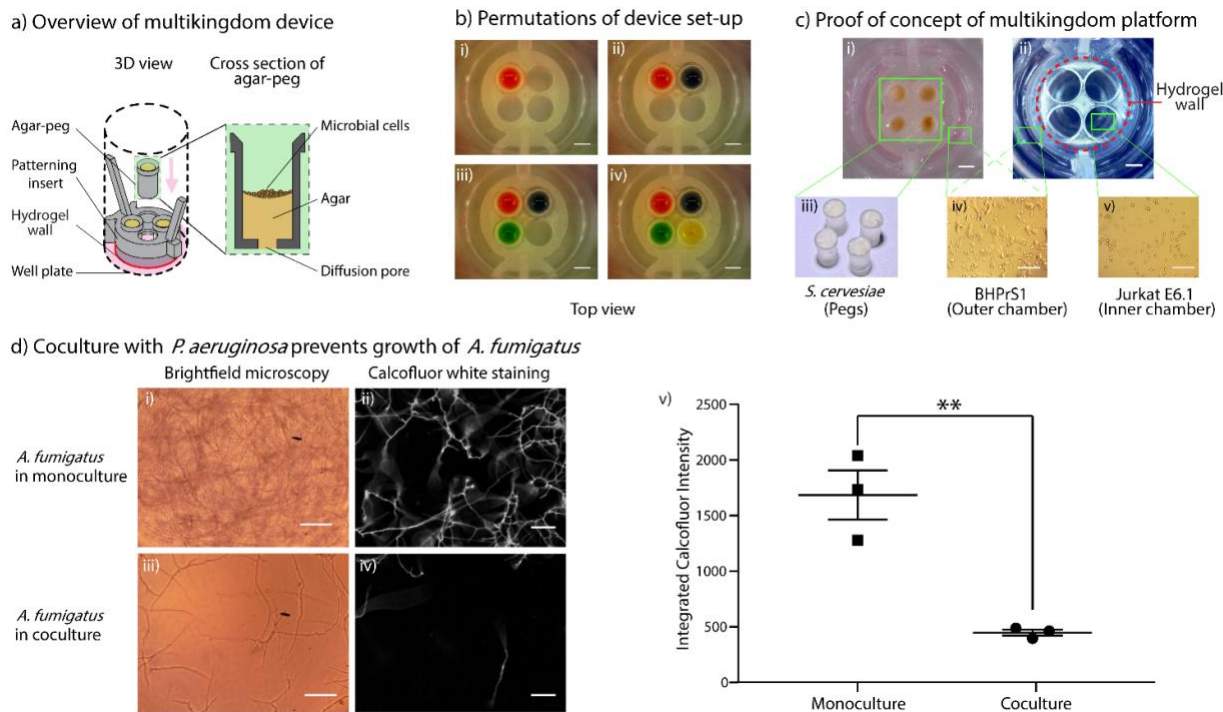 a) Overview of multikingdom device
3D view
Cross section of
agar-peg
Agar-peg
Patterning
insert
Hydrogel
wall
Well plate
Microbial cells
Agar
Diffusion pore
b) Permutations of device set-up
i)
ii)
iii)
iv)
Top view
c) Proof of concept of multikingdom platform
i)
ii)
Hydrogel
wall
iii)
iv)
v)
S. cervesiae
(Pegs)
BHPrS1
(Outer chamber)
Jurkat E6.1
(Inner chamber)
d) Coculture with P. aeruginosa prevents growth of A. fumigatus
Brightfield microscopy
Calcofluor white staining
A. fumigatus
in monoculture
i)
ii)
A. fumigatus
in coculture
iii)
iv)
v)
Integrated Calcofluor Intensity
2500
2000
1500
1000
500
0
**
Monoculture
Coculture